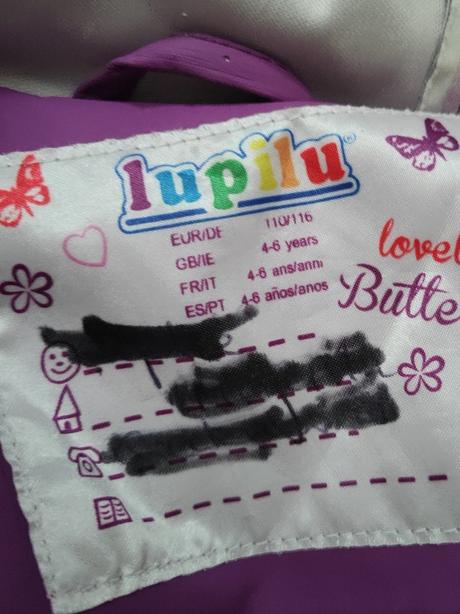 lupilu®
EUR/DE 110/116
GB/IE 4-6 years
FR/IT 4-6 ans/anni
ES/PT 4-6 años/anos
lovel
Butte